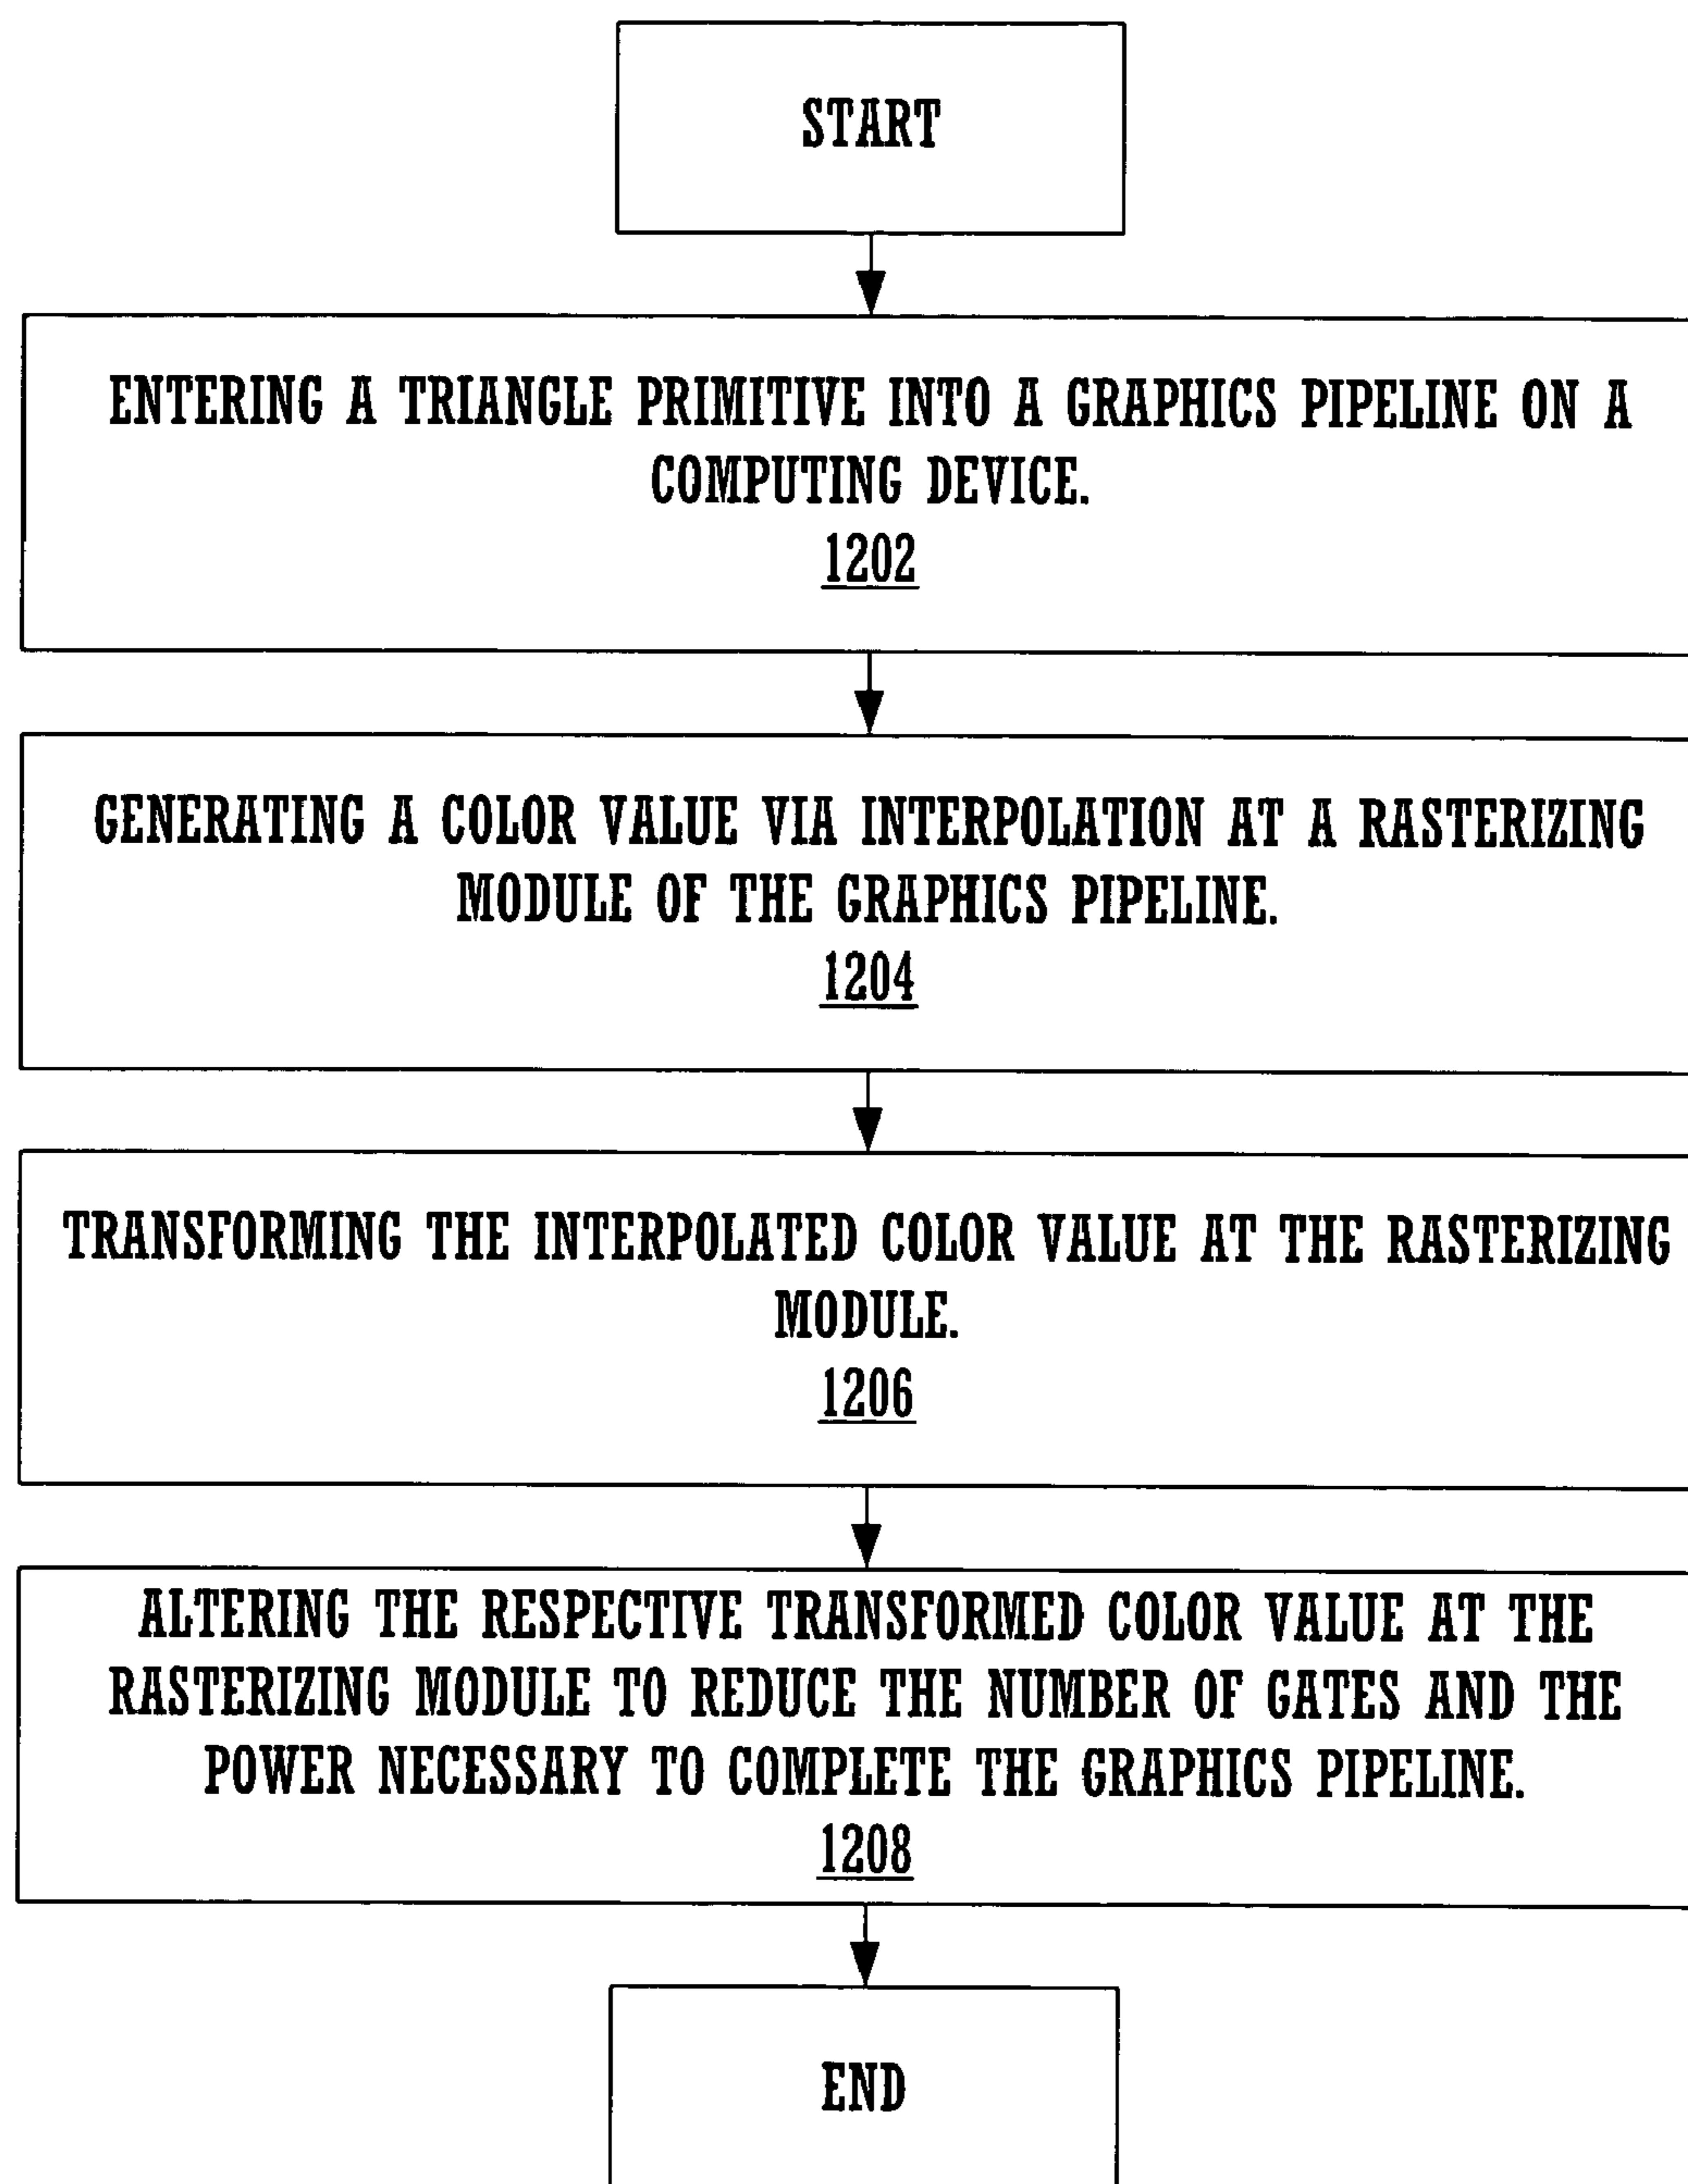 START
ENTERING A TRIANGLE PRIMITIVE INTO A GRAPHICS PIPELINE ON A
COMPUTING DEVICE.
1202
GENERATING A COLOR VALUE VIA INTERPOLATION AT A RASTERIZING
MODULE OF THE GRAPHICS PIPELINE.
1204
TRANSFORMING THE INTERPOLATED COLOR VALUE AT THE RASTERIZING
MODULE.
1206
ALTERING THE RESPECTIVE TRANSFORMED COLOR VALUE AT THE
RASTERIZING MODULE TO REDUCE THE NUMBER OF GATES AND THE
POWER NECESSARY TO COMPLETE THE GRAPHICS PIPELINE.
1208
END